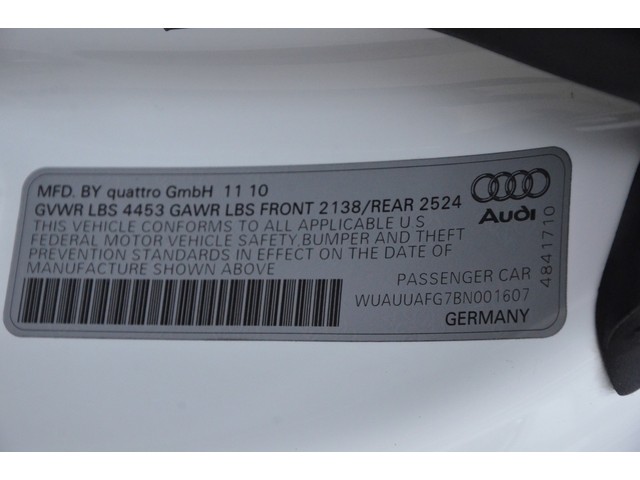 MFD. BY quattro GmbH 11 10
GVWR LBS 4453 GAWR LBS FRONT 2138/REAR 2524
THIS VEHICLE CONFORMS TO ALL APPLICABLE U S
FEDERAL MOTOR VEHICLE SAFETY, BUMPER AND THEFT
PREVENTION STANDARDS IN EFFECT ON THE DATE OF
MANUFACTURE SHOWN ABOVE
PASSENGER CAR
WUAUUAFG7BN001607
GERMANY
Audi
4841710